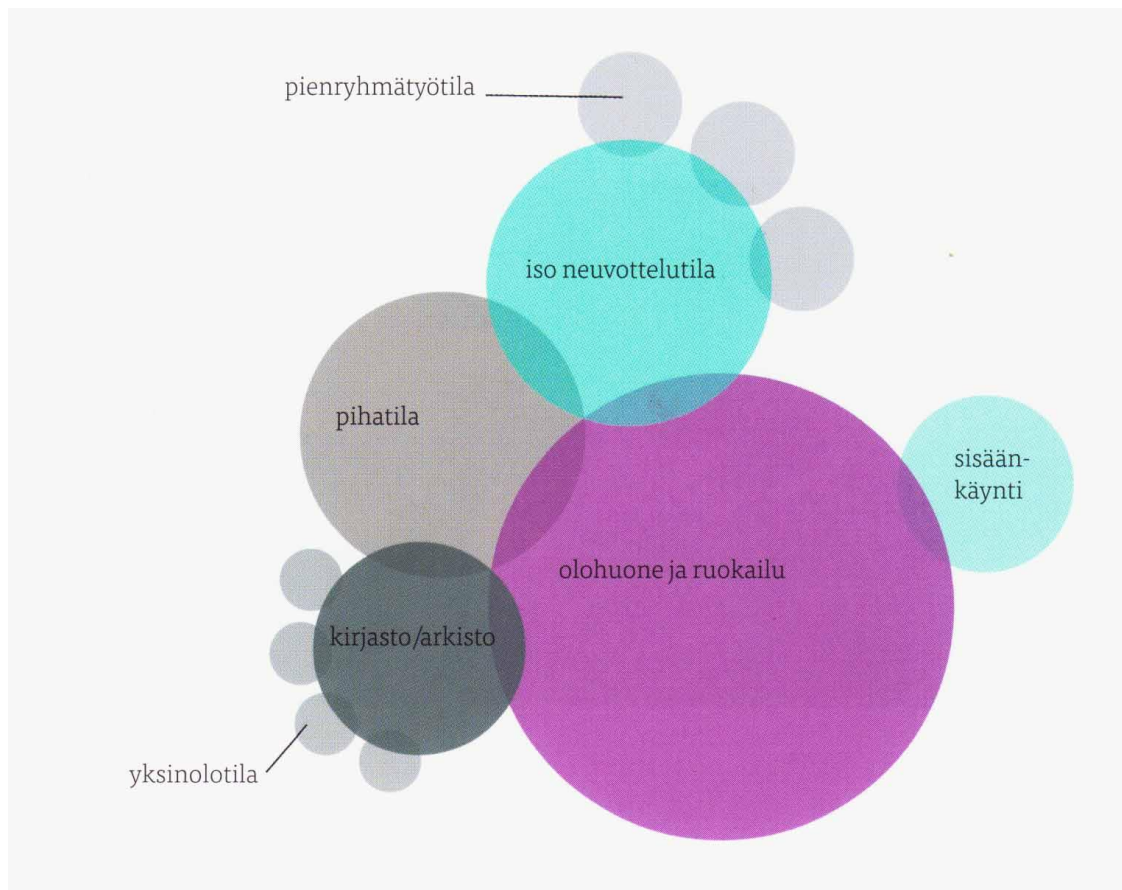 pienryhmätyötila
iso neuvottelutila
pihatila
sisään-
käynti
olohuone ja ruokailu
kirjasto/arkisto
yksinolotila